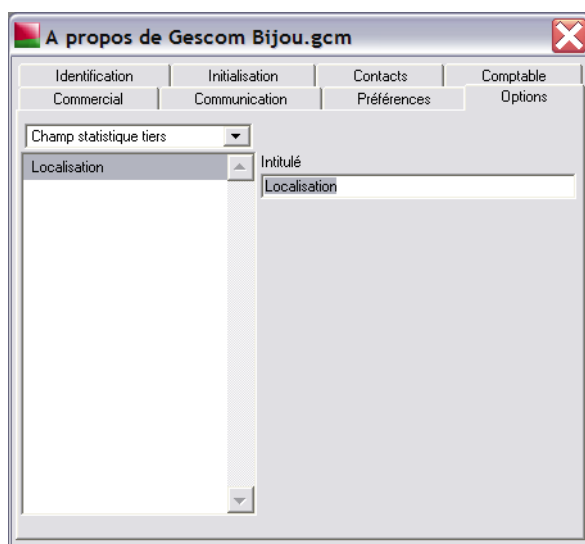 A propos de Gescom Bijou.gcm
Identification Initialisation Contacts Comptable
Commercial Communication Préférences Options
Champ statistique tiers
Localisation
Intitulé
Localisation